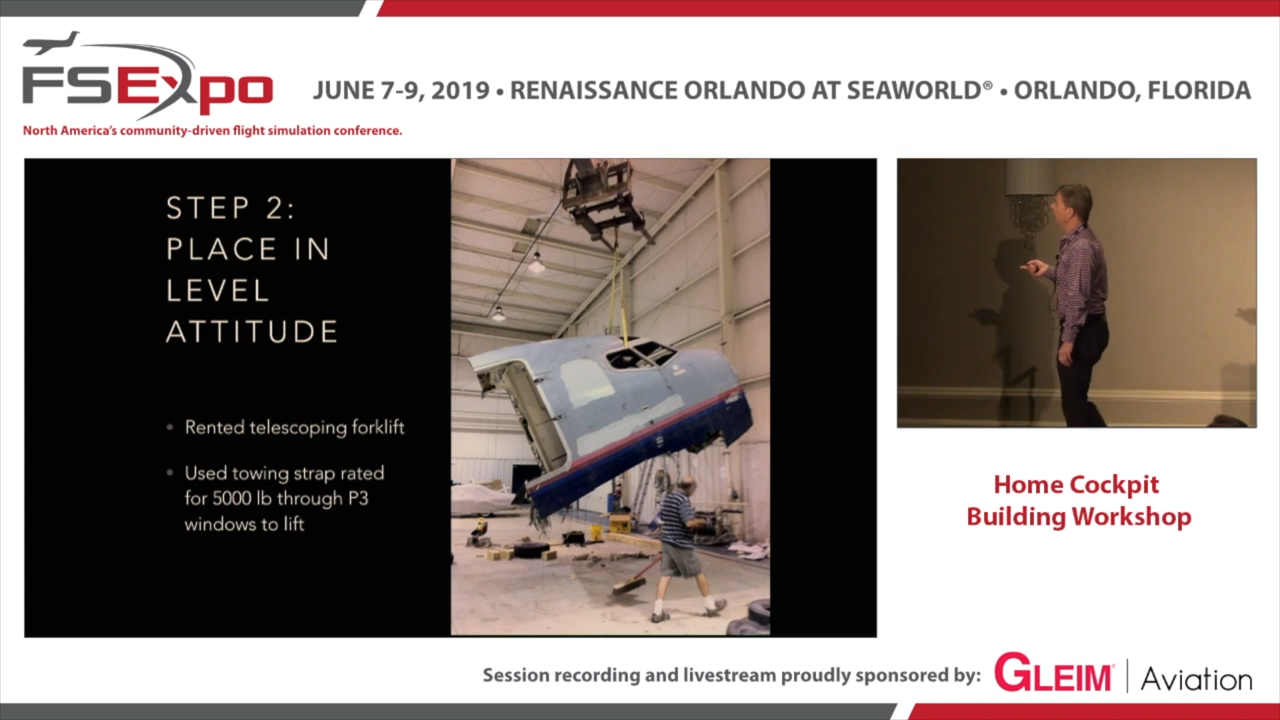 FSExpo
JUNE 7-9, 2019 • RENAISSANCE ORLANDO AT SEAWORLD® • ORLANDO, FLORIDA
North America's community-driven flight simulation conference.
STEP 2:
PLACE IN
LEVEL
ATTITUDE
• Rented telescoping forklift
• Used towing strap rated
for 5000 lb through P3
windows to lift
Home Cockpit
Building Workshop
Session recording and livestream proudly sponsored by:
GLEIM® | Aviation